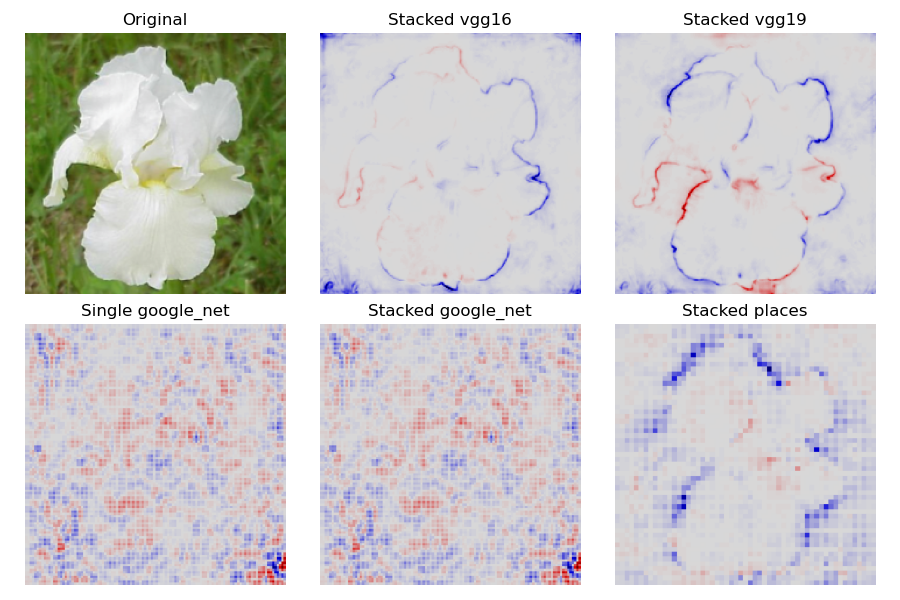 Original
Stacked vgg16
Stacked vgg19
Single google_net
Stacked google_net
Stacked places